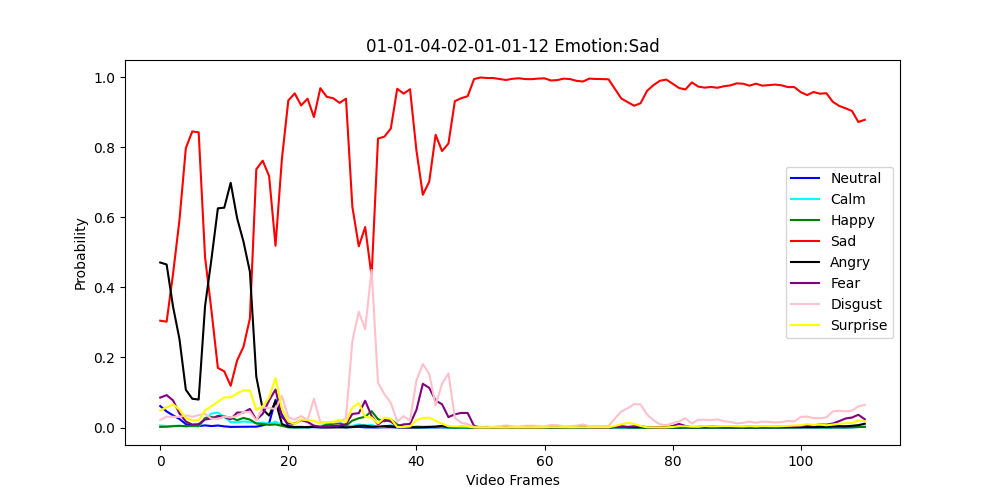 01-01-04-02-01-01-12 Emotion:Sad
1.0
0.8
0.6
0.4
0.2
0.0
Probability
0 20 40 60 80 100
Video Frames
Neutral
Calm
Happy
Sad
Angry
Fear
Disgust
Surprise